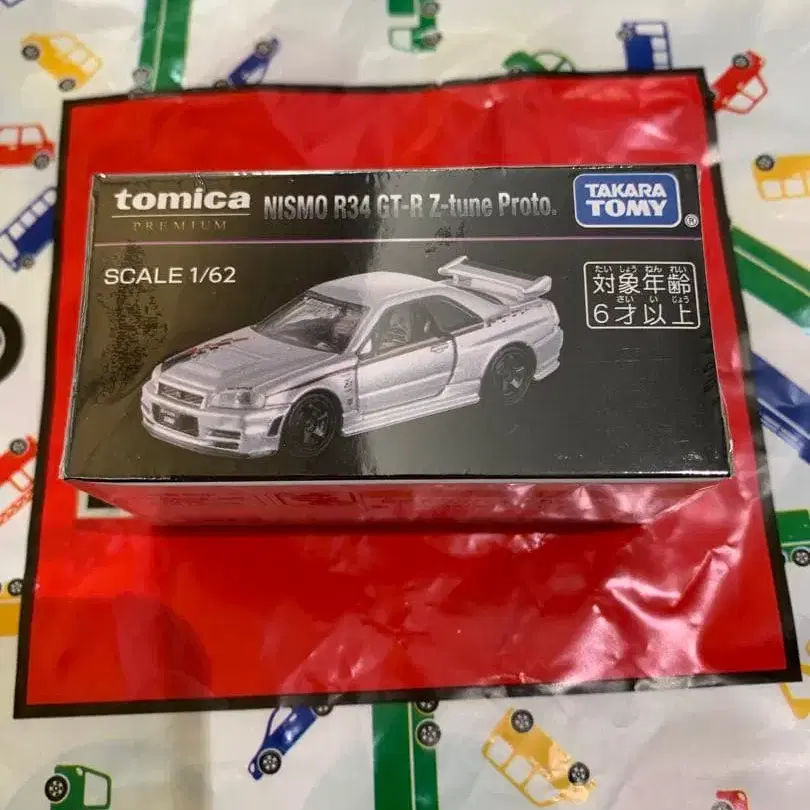 tomica
PREMIUM
NISMO R34 GT-R Z-tune Proto.
TAKARA
TOMY
®
SCALE 1/62
たいしょうねんれい
対象年齢
さいいじょう
6才以上